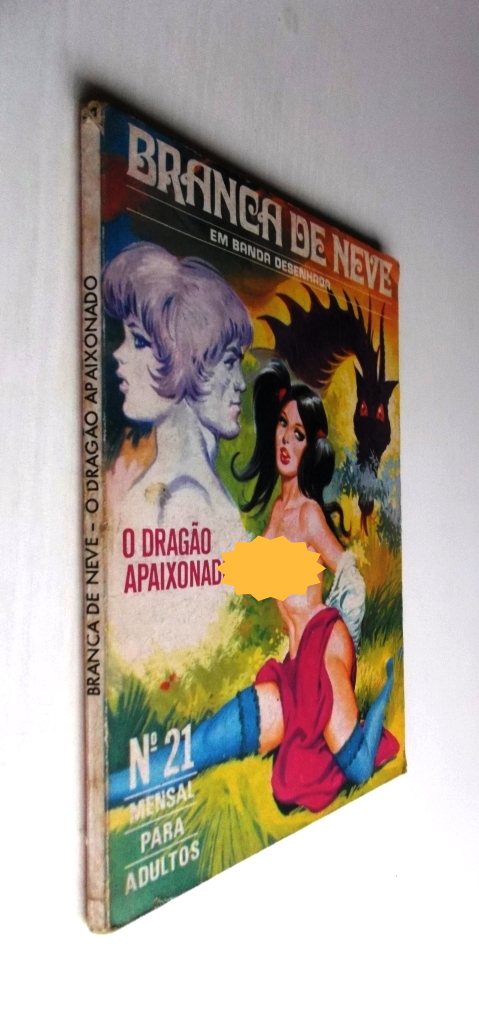 BRANCA DE NEVE
EM BANDA DESENHADA
O DRAGÃO
APAIXONAD
Nº 21
MENSAL
PARA
ADULTOS
BRANCA DE NEVE - O DRAGÃO APAIXONADO